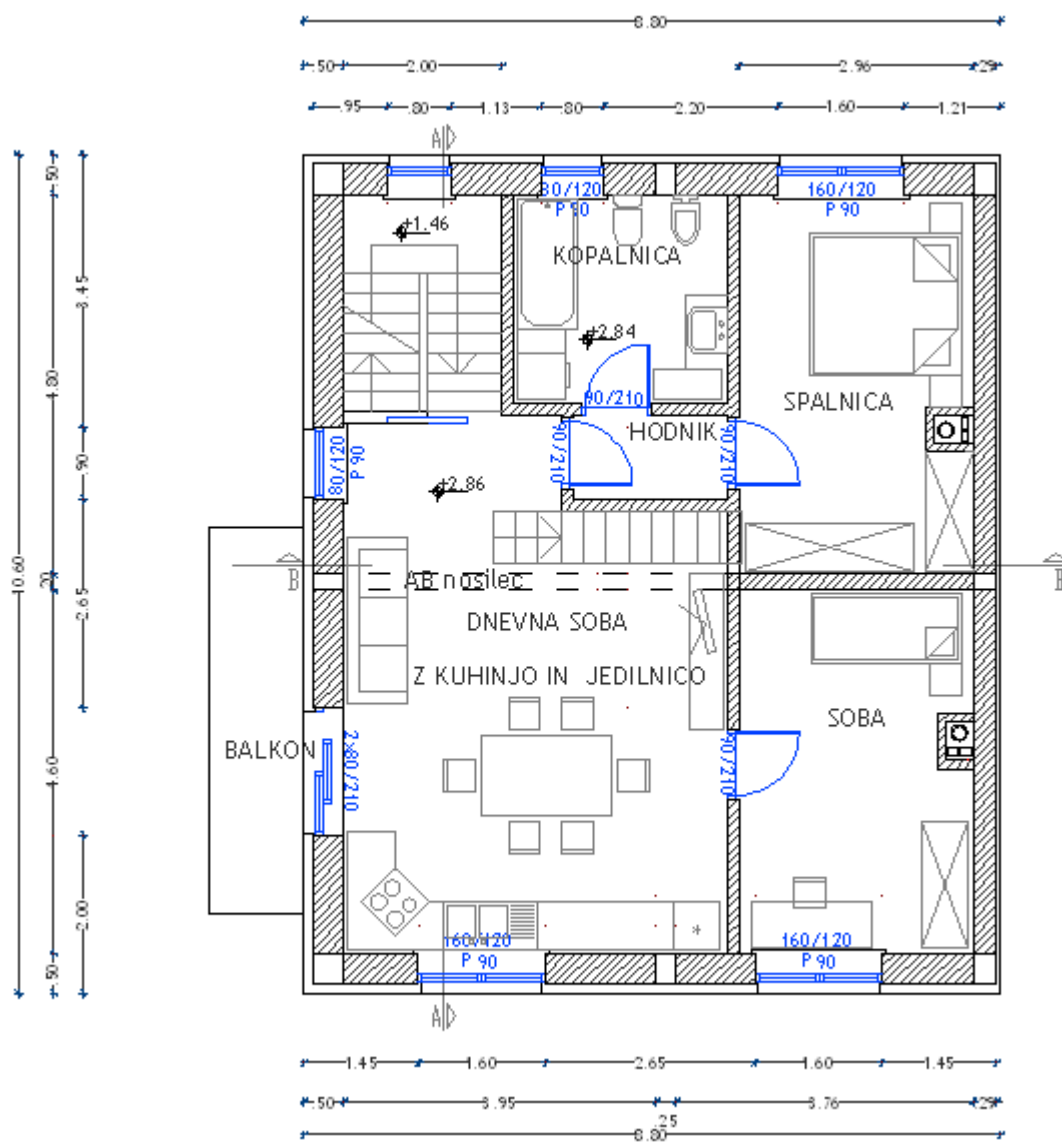 8.80
.50 2.00 2.96 .29
.95 .80 1.13 .80 2.20 1.60 1.21
A
.50
80/120
P 90
160/120
P 90
+1.46
KOPALNICA
3.45
+2.84
4.80
90/210
SPALNICA
HODNIK
80/120
P 90
90/210
90/210
.90
+2.86
10.60
.20
B
AB nosilec
B
2.65
DNEVNA SOBA
Z KUHINJO IN JEDILNICO
SOBA
BALKON
2x80/210
90/210
4.60
2.00
160/120
P 90
160/120
P 90
.50
A
1.45 1.60 2.65 1.60 1.45
.50 3.95 3.76 .29
.25
8.80